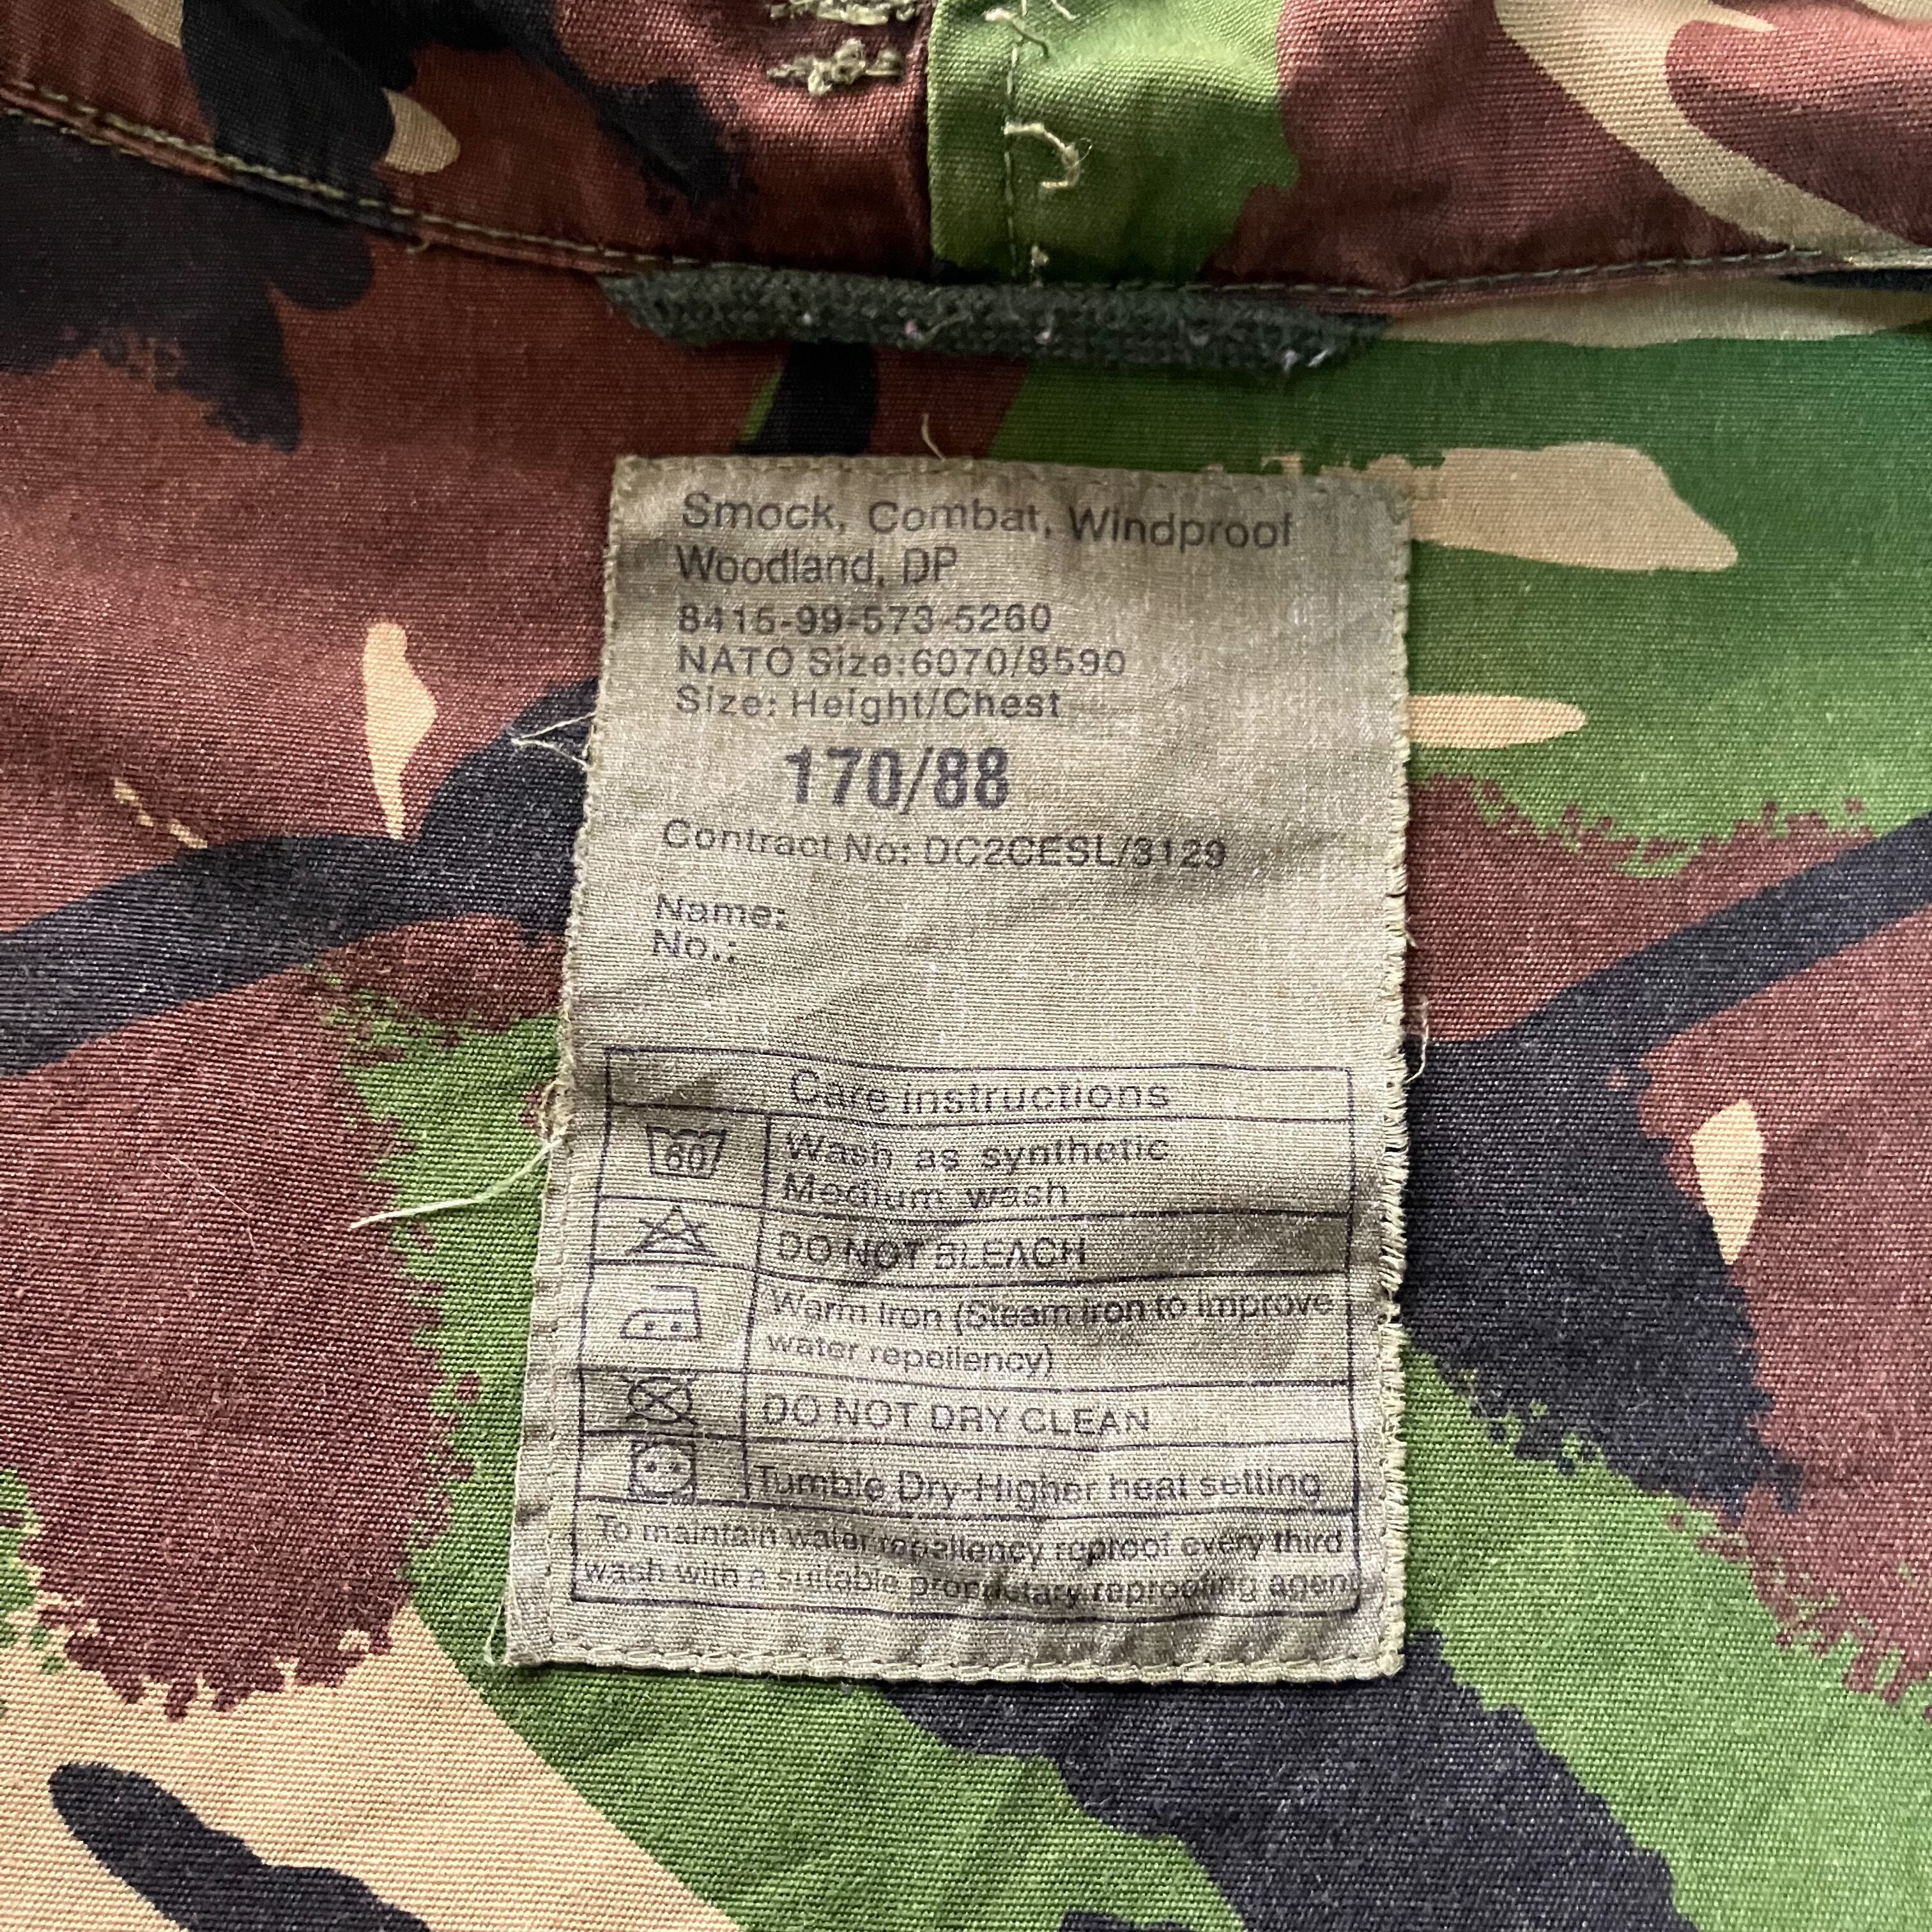 Smock, Combat, Windproof
Woodland, DP
8415-99-573-5260
NATO Size:6070/8590
Size: Height/Chest
170/88
Contract No: DC2CESL/3129
Name:
No.:
Care instructions
60 Wash as synthetic
Medium wash
DO NOT BLEACH
Warm Iron (Steam iron to improve
water repellency)
DO NOT DRY CLEAN
Tumble Dry-Higher heat setting
To maintain water repellency reproof every third
wash with a suitable proprietary reproofing agent